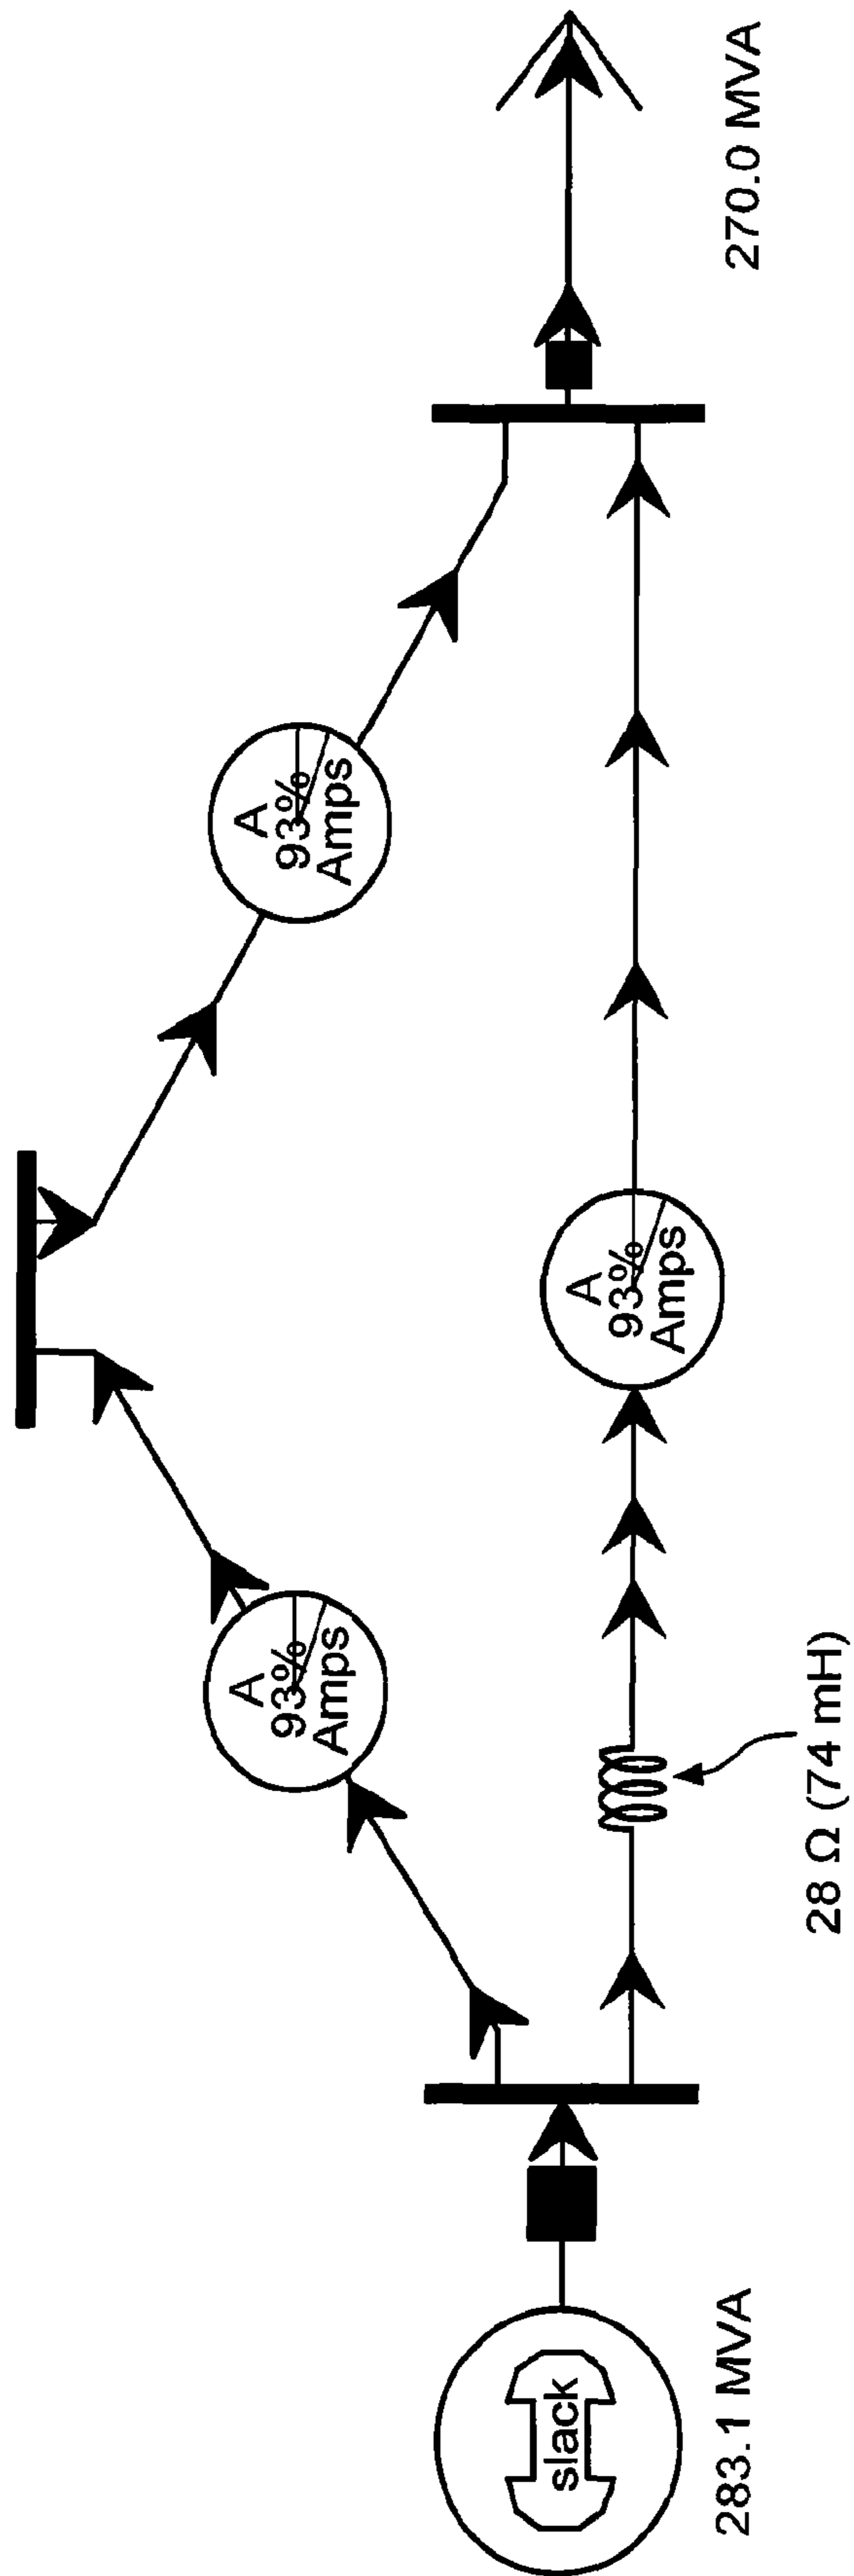 A
93%
Amps
A
93%
Amps
slack
283.1 MVA
A
93%
Amps
28 Ω (74 mH)
270.0 MVA